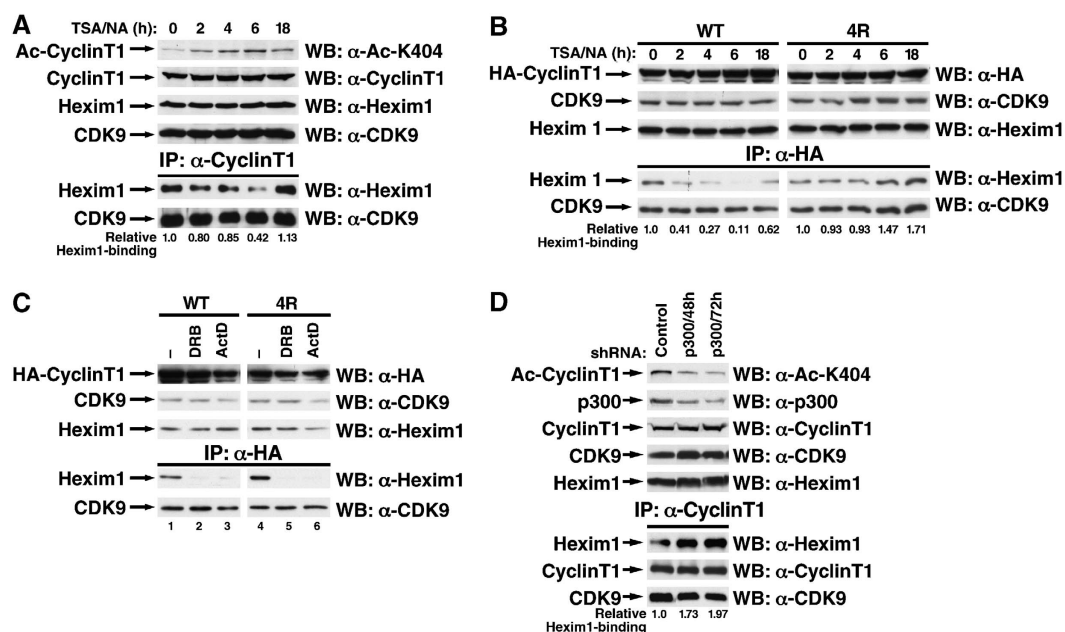 A
TSA/NA (h): 0 2 4 6 18
Ac-CyclinT1 WB: α-Ac-K404
CyclinT1 WB: α-CyclinT1
Hexim1 WB: α-Hexim1
CDK9 WB: α-CDK9
IP: α-CyclinT1
Hexim1 WB: α-Hexim1
CDK9 WB: α-CDK9
Relative
Hexim1-binding 1.0 0.80 0.85 0.42 1.13
B
WT 4R
TSA/NA (h): 0 2 4 6 18 0 2 4 6 18
HA-CyclinT1 WB: α-HA
CDK9 WB: α-CDK9
Hexim 1 WB: α-Hexim1
IP: α-HA
Hexim 1 WB: α-Hexim1
CDK9 WB: α-CDK9
Relative
Hexim1-binding 1.0 0.41 0.27 0.11 0.62 1.0 0.93 0.93 1.47 1.71
C
WT 4R
– DRB ActD – DRB ActD
HA-CyclinT1 WB: α-HA
CDK9 WB: α-CDK9
Hexim1 WB: α-Hexim1
IP: α-HA
Hexim1 WB: α-Hexim1
CDK9 WB: α-CDK9
1 2 3 4 5 6
D
shRNA: Control p300/48h p300/72h
Ac-CyclinT1 WB: α-Ac-K404
p300 WB: α-p300
CyclinT1 WB: α-CyclinT1
CDK9 WB: α-CDK9
Hexim1 WB: α-Hexim1
IP: α-CyclinT1
Hexim1 WB: α-Hexim1
CyclinT1 WB: α-CyclinT1
CDK9 WB: α-CDK9
Relative
Hexim1-binding 1.0 1.73 1.97